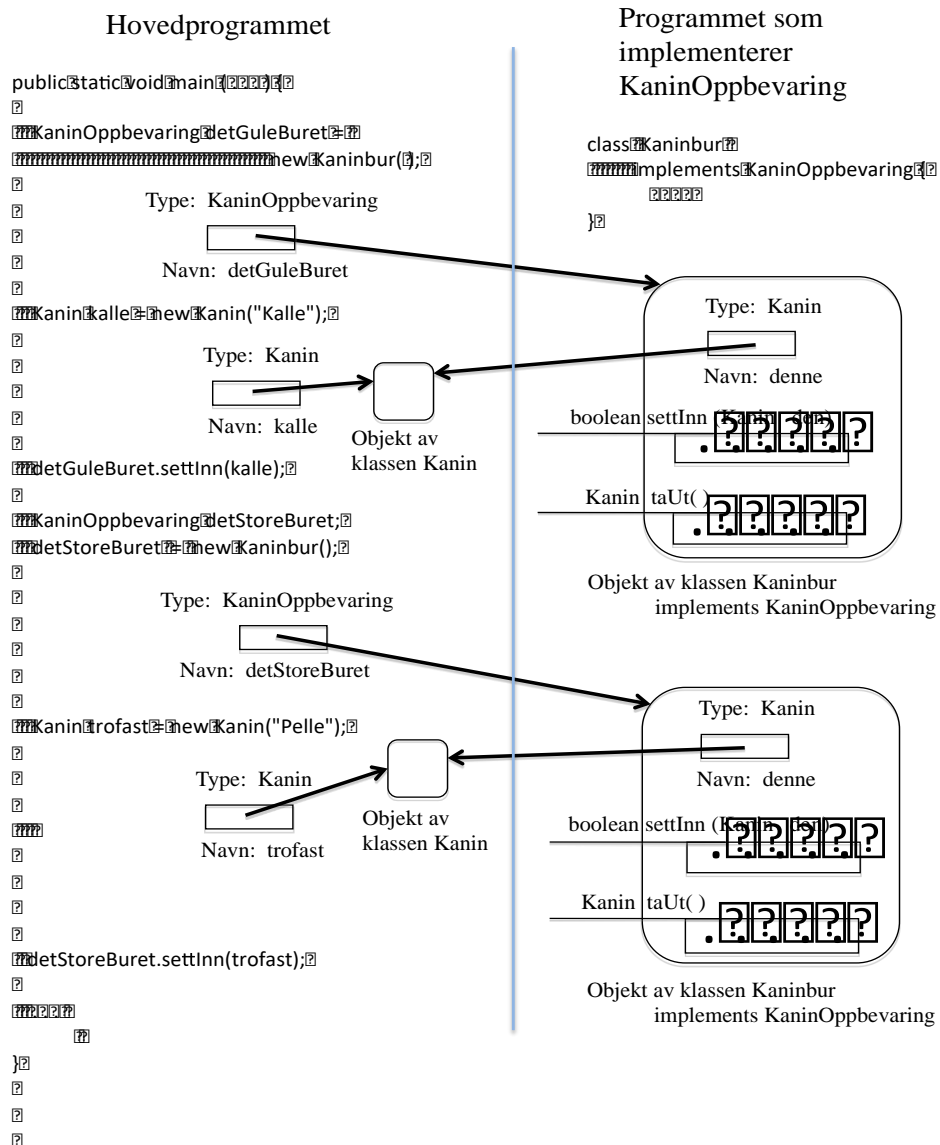 Hovedprogrammet
public static void main ( ) {
KaninOppbevaring detGuleBuret =
new Kaninbur( );
Type: KaninOppbevaring
Navn: detGuleBuret
Kanin kalle = new Kanin("Kalle");
Type: Kanin
Navn: kalle
Objekt av
klassen Kanin
detGuleBuret.settInn(kalle);
KaninOppbevaring detStoreBuret;
detStoreBuret = new Kaninbur();
Type: KaninOppbevaring
Navn: detStoreBuret
Kanin trofast = new Kanin("Pelle");
Type: Kanin
Navn: trofast
Objekt av
klassen Kanin
detStoreBuret.settInn(trofast);
}
Programmet som
implementerer
KaninOppbevaring
class Kaninbur
implements KaninOppbevaring {
}
Type: Kanin
Navn: denne
boolean settInn (Kanin den)
Kanin taUt( )
Objekt av klassen Kaninbur
implements KaninOppbevaring
Type: Kanin
Navn: denne
boolean settInn (Kanin den)
Kanin taUt( )
Objekt av klassen Kaninbur
implements KaninOppbevaring